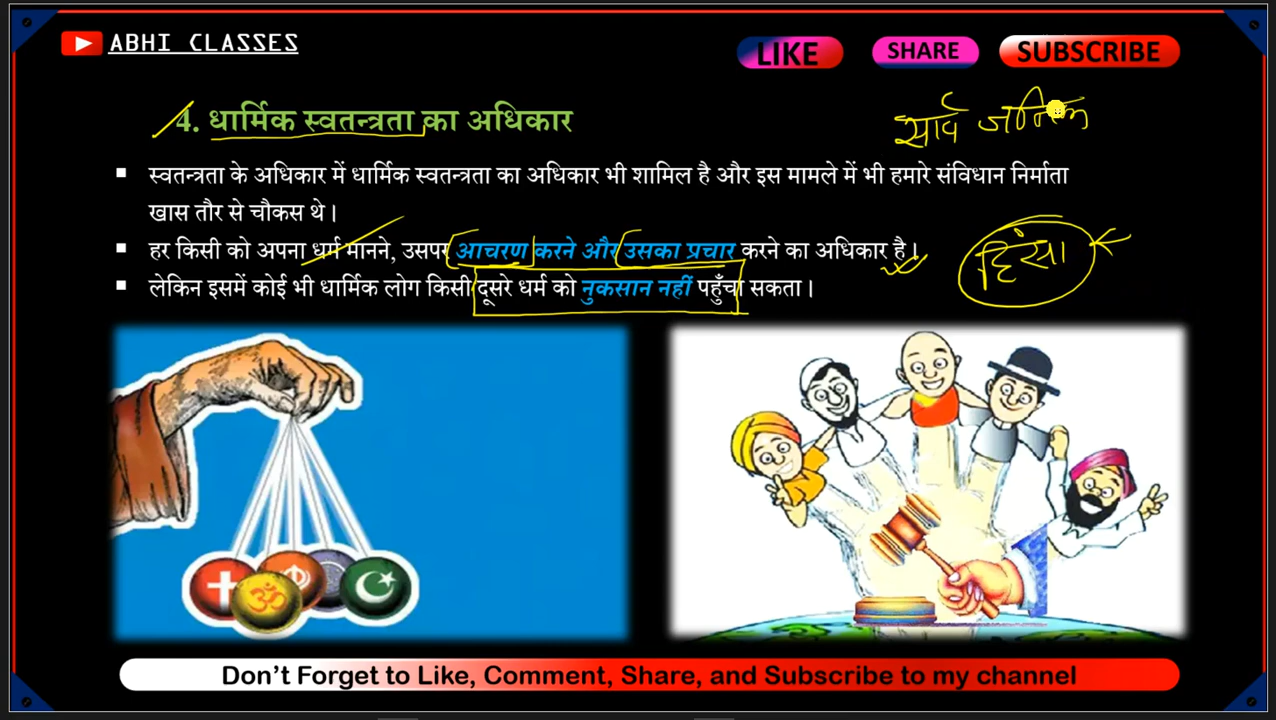 ABHI CLASSES
LIKE
SHARE
SUBSCRIBE
सार्वजनिक
4. धार्मिक स्वतन्त्रता का अधिकार
स्वतन्त्रता के अधिकार में धार्मिक स्वतन्त्रता का अधिकार भी शामिल है और इस मामले में भी हमारे संविधान निर्माता
खास तौर से चौकस थे।
हर किसी को अपना धर्म मानने, उसपर आचरण करने और उसका प्रचार करने का अधिकार है।
हिंसा
लेकिन इसमें कोई भी धार्मिक लोग किसी दूसरे धर्म को नुकसान नहीं पहुँचा सकता।
Don't Forget to Like, Comment, Share, and Subscribe to my channel